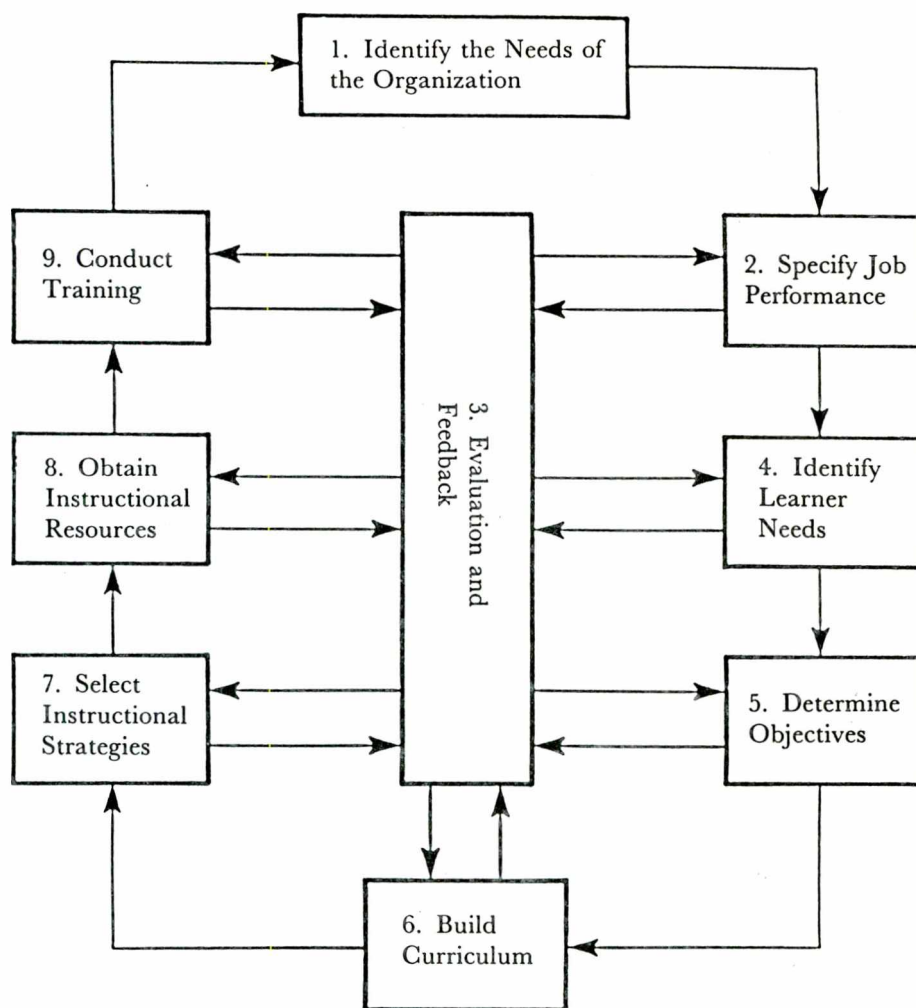 1. Identify the Needs of
the Organization
9. Conduct
Training
2. Specify Job
Performance
3. Evaluation and
Feedback
8. Obtain
Instructional
Resources
4. Identify
Learner
Needs
7. Select
Instructional
Strategies
5. Determine
Objectives
6. Build
Curriculum